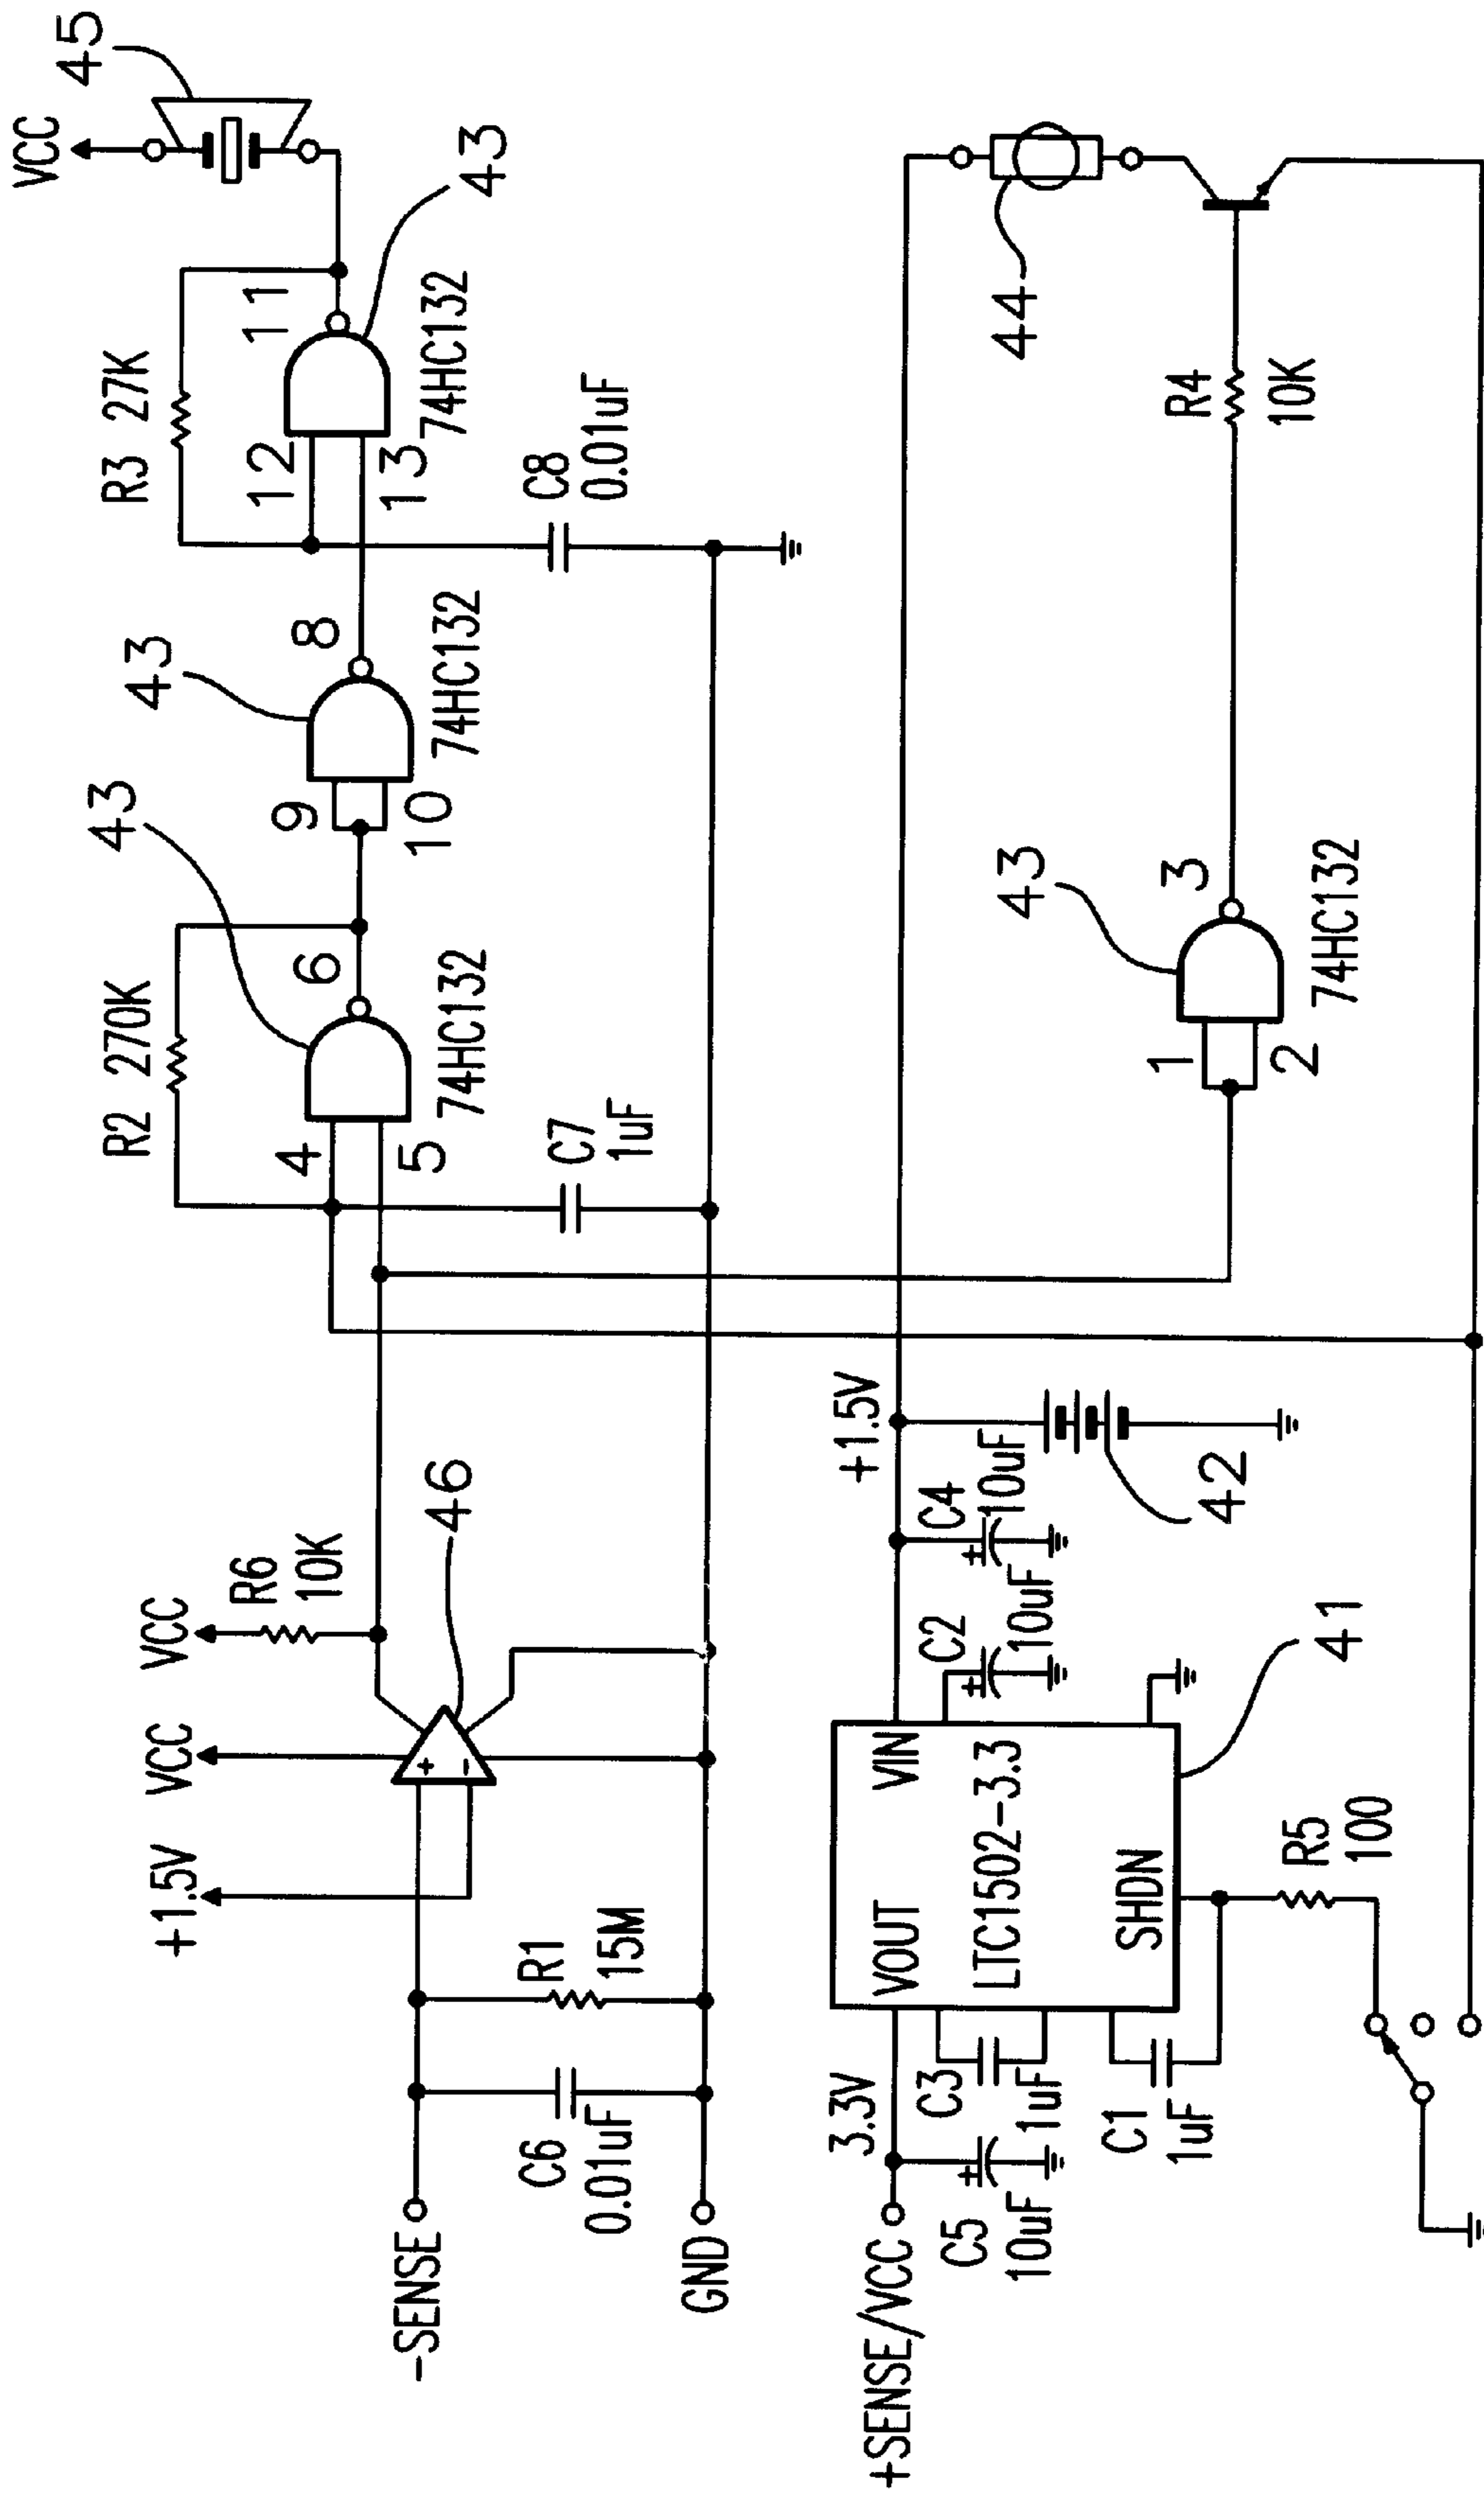 VCC
45
R3 27K
11
43
12
13
74HC132
C8
0.01uF
43
8
74HC132
9
10
43
R2 270K
6
74HC132
4
5
C7
1uF
VCC
R6
10K
46
VCC
+1.5V
R1
15M
C6
0.01uF
-SENSE
GND
44
R4
10K
43
3
74HC132
1
2
+1.5V
C4
10uF
42
C2
10uF
41
VIN
VOUT
LTC1502-3.3
SHDN
R5
100
3.3V
C3
1uF
C1
1uF
C5
10uF
+SENSE/VCC
+
-
+
+
+